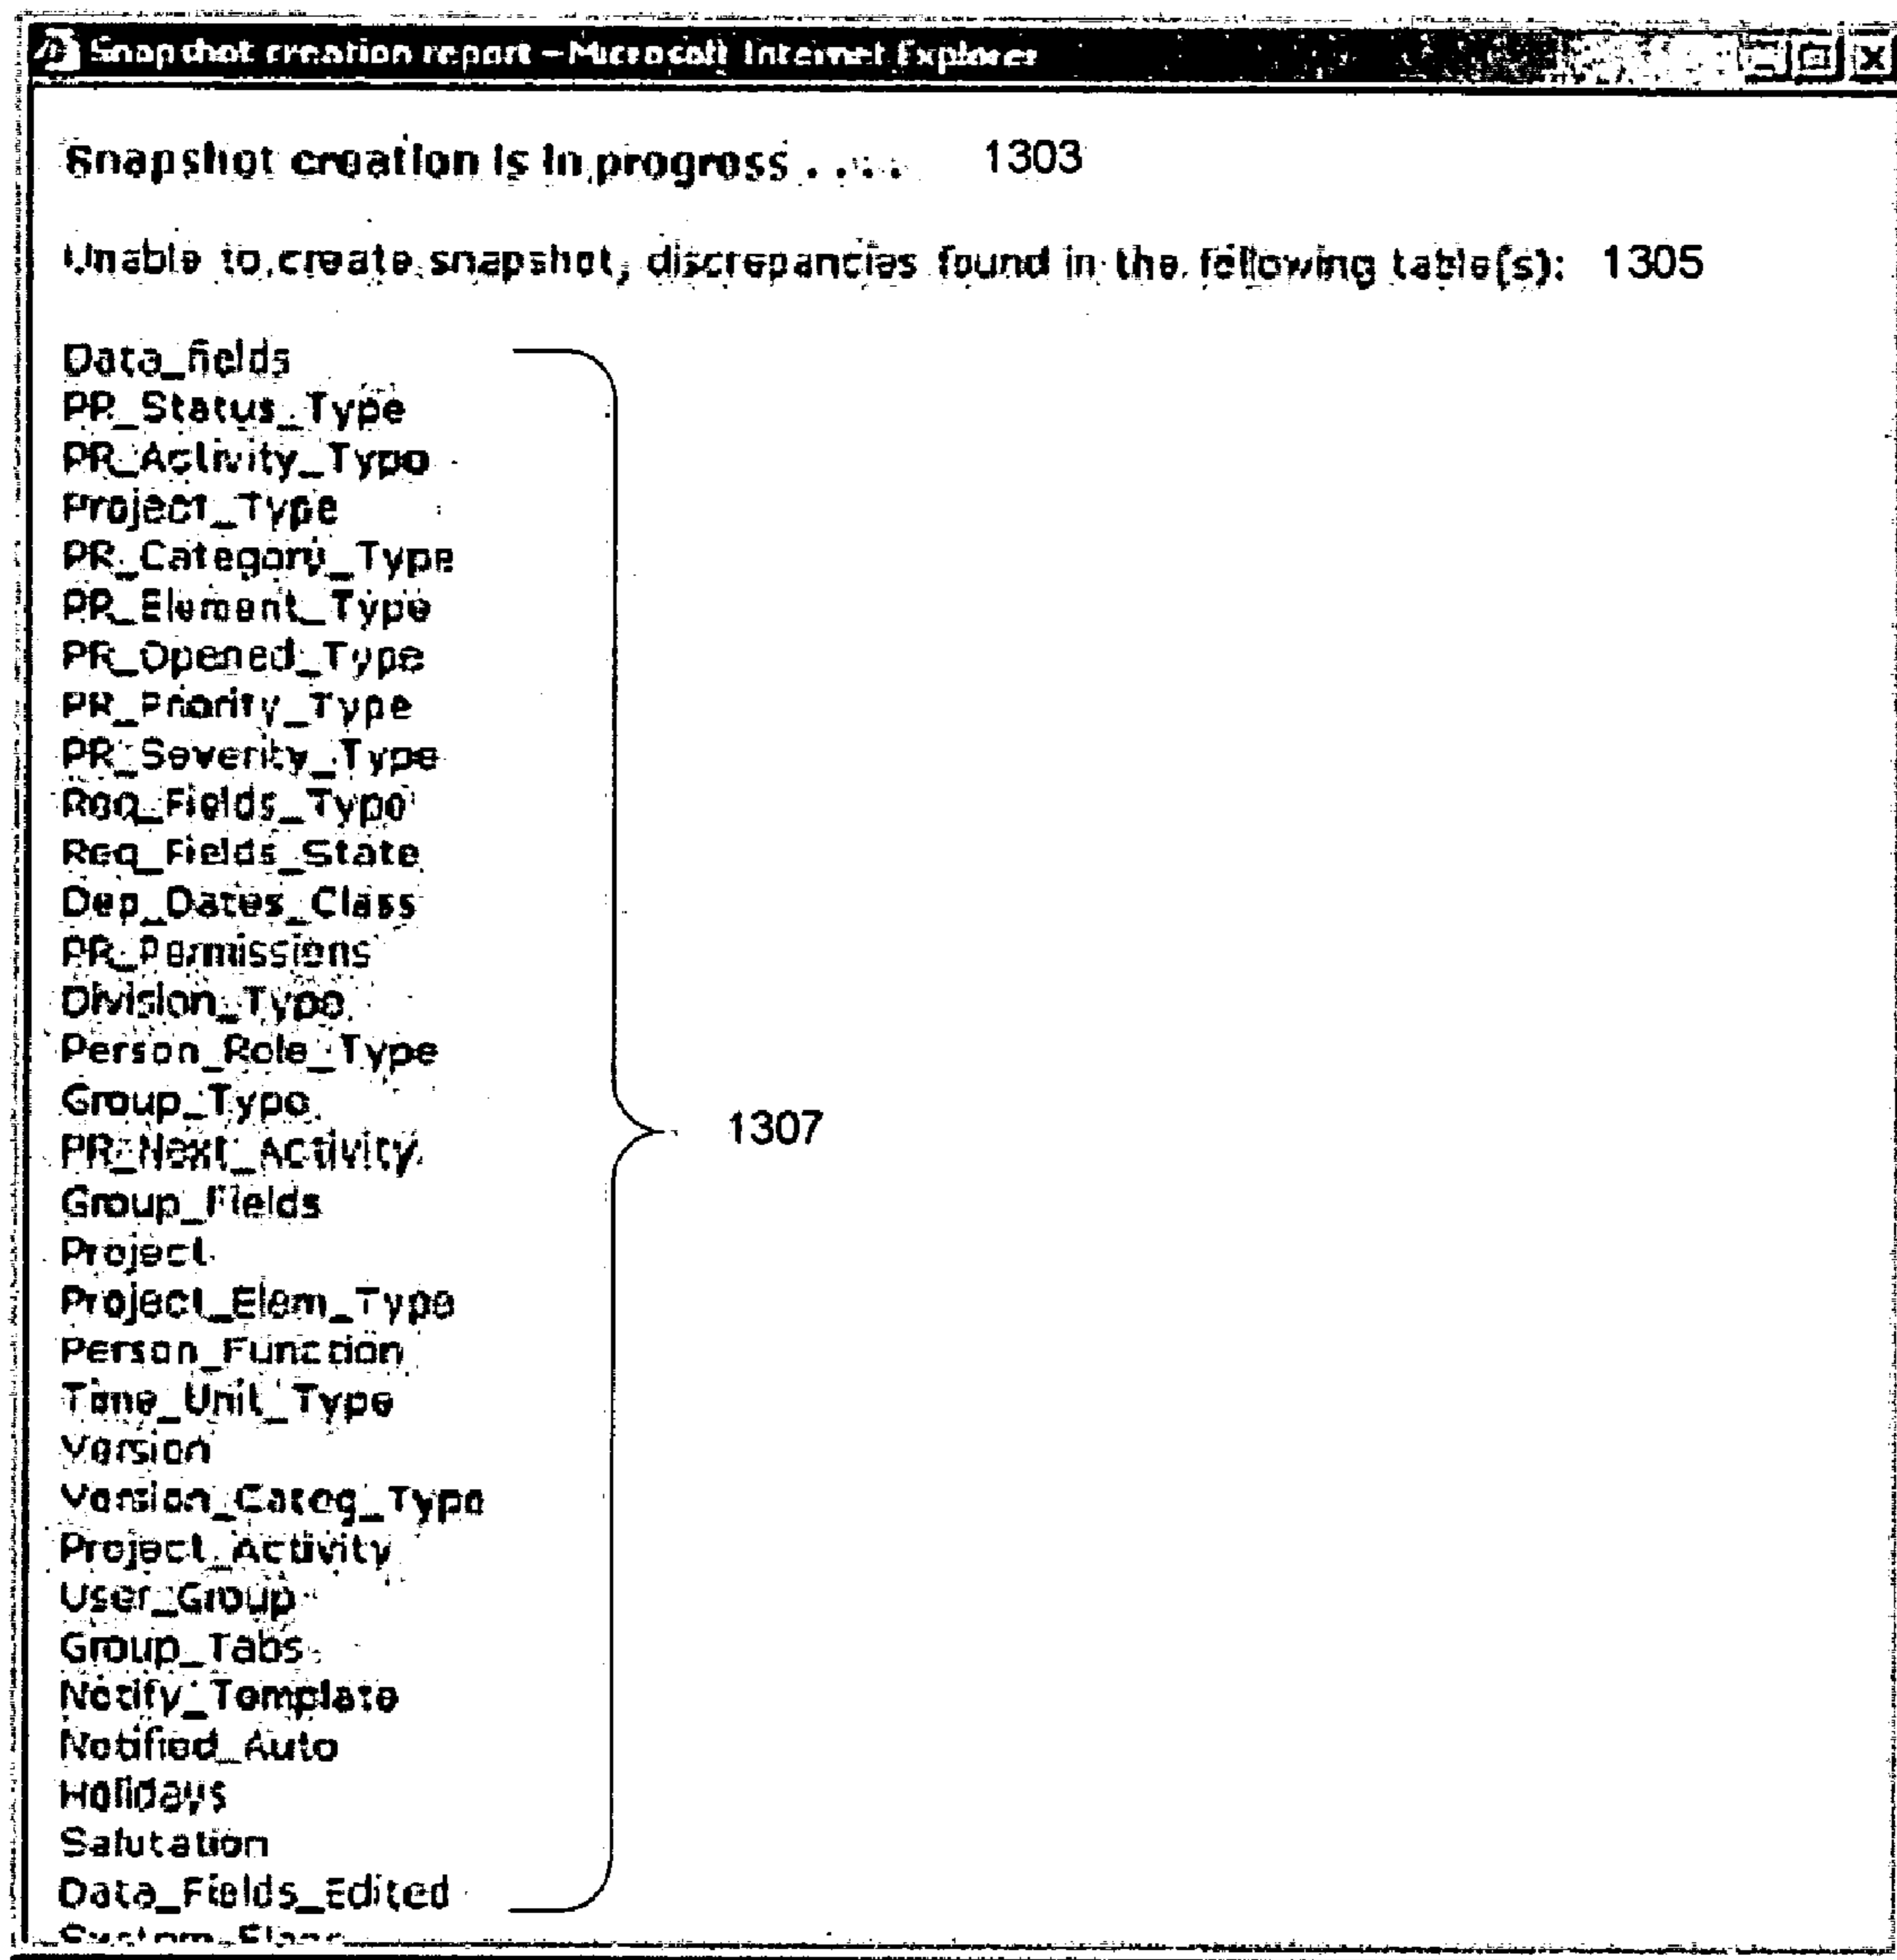 Snapshot creation report - Microsoft Internet Explorer
Snapshot creation is in progress . . . . 1303
Unable to create snapshot, discrepancies found in the following table(s): 1305
Data_fields
PR_Status_Type
PR_Activity_Type
Project_Type
PR_Category_Type
PR_Element_Type
PR_Opened_Type
PR_Priority_Type
PR_Severity_Type
Req_Fields_Type
Req_Fields_State
Dep_Dates_Class
PR_Permissions
Division_Type
Person_Role_Type
Group_Type
1307
PR_Next_Activity
Group_Fields
Project
Project_Elem_Type
Person_Function
Time_Unit_Type
Version
Version_Categ_Type
Project_Activity
User_Group
Group_Tabs
Notify_Template
Notified_Auto
Holidays
Salutation
Data_Fields_Edited